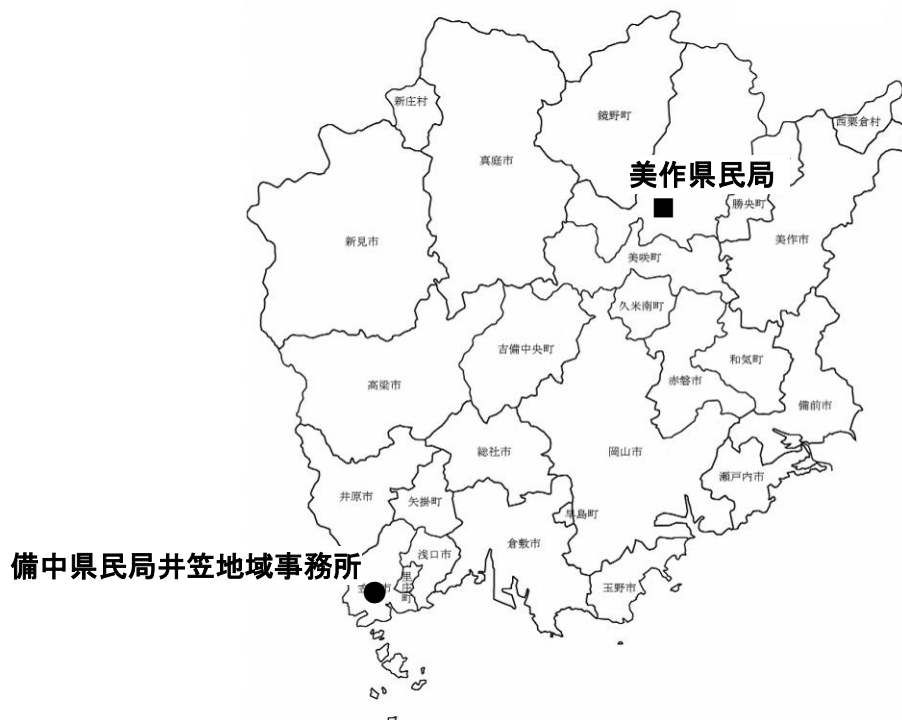 新庄村
鏡野町
西粟倉村
真庭市
美作県民局
勝央町
新見市
美作市
美咲町
久米南町
吉備中央町
和気町
高梁市
赤磐市
備前市
総社市
岡山市
瀬戸内市
井原市
矢掛町
早島町
倉敷市
浅口市
備中県民局井笠地域事務所
里庄町
市
玉野市